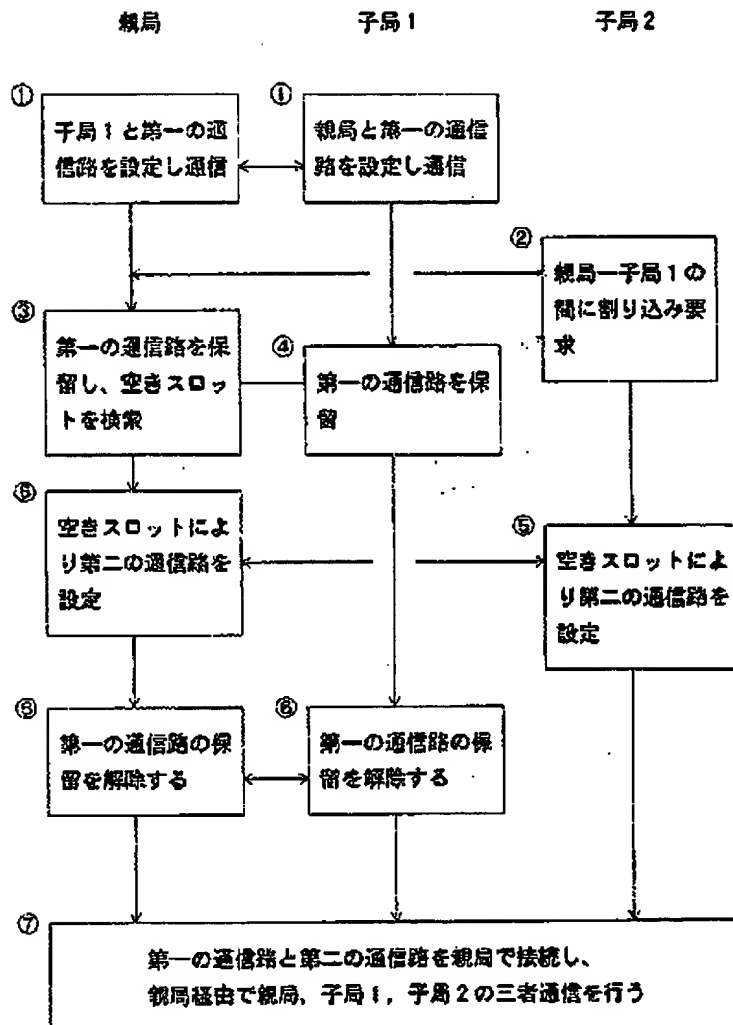 親局
子局1
子局2
①
子局1と第一の通
信路を設定し通信
①
親局と第一の通信
路を設定し通信
②
親局ー子局1の
間に割り込み要
求
③
第一の通信路を保
留し、空きスロッ
トを検索
④
第一の通信路を保
留
⑤
空きスロットによ
り第二の通信路を
設定
⑤
空きスロットによ
り第二の通信路を
設定
⑥
第一の通信路の保
留を解除する
⑥
第一の通信路の保
留を解除する
⑦
第一の通信路と第二の通信路を親局で接続し、
親局経由で親局、子局1,子局2の三者通信を行う